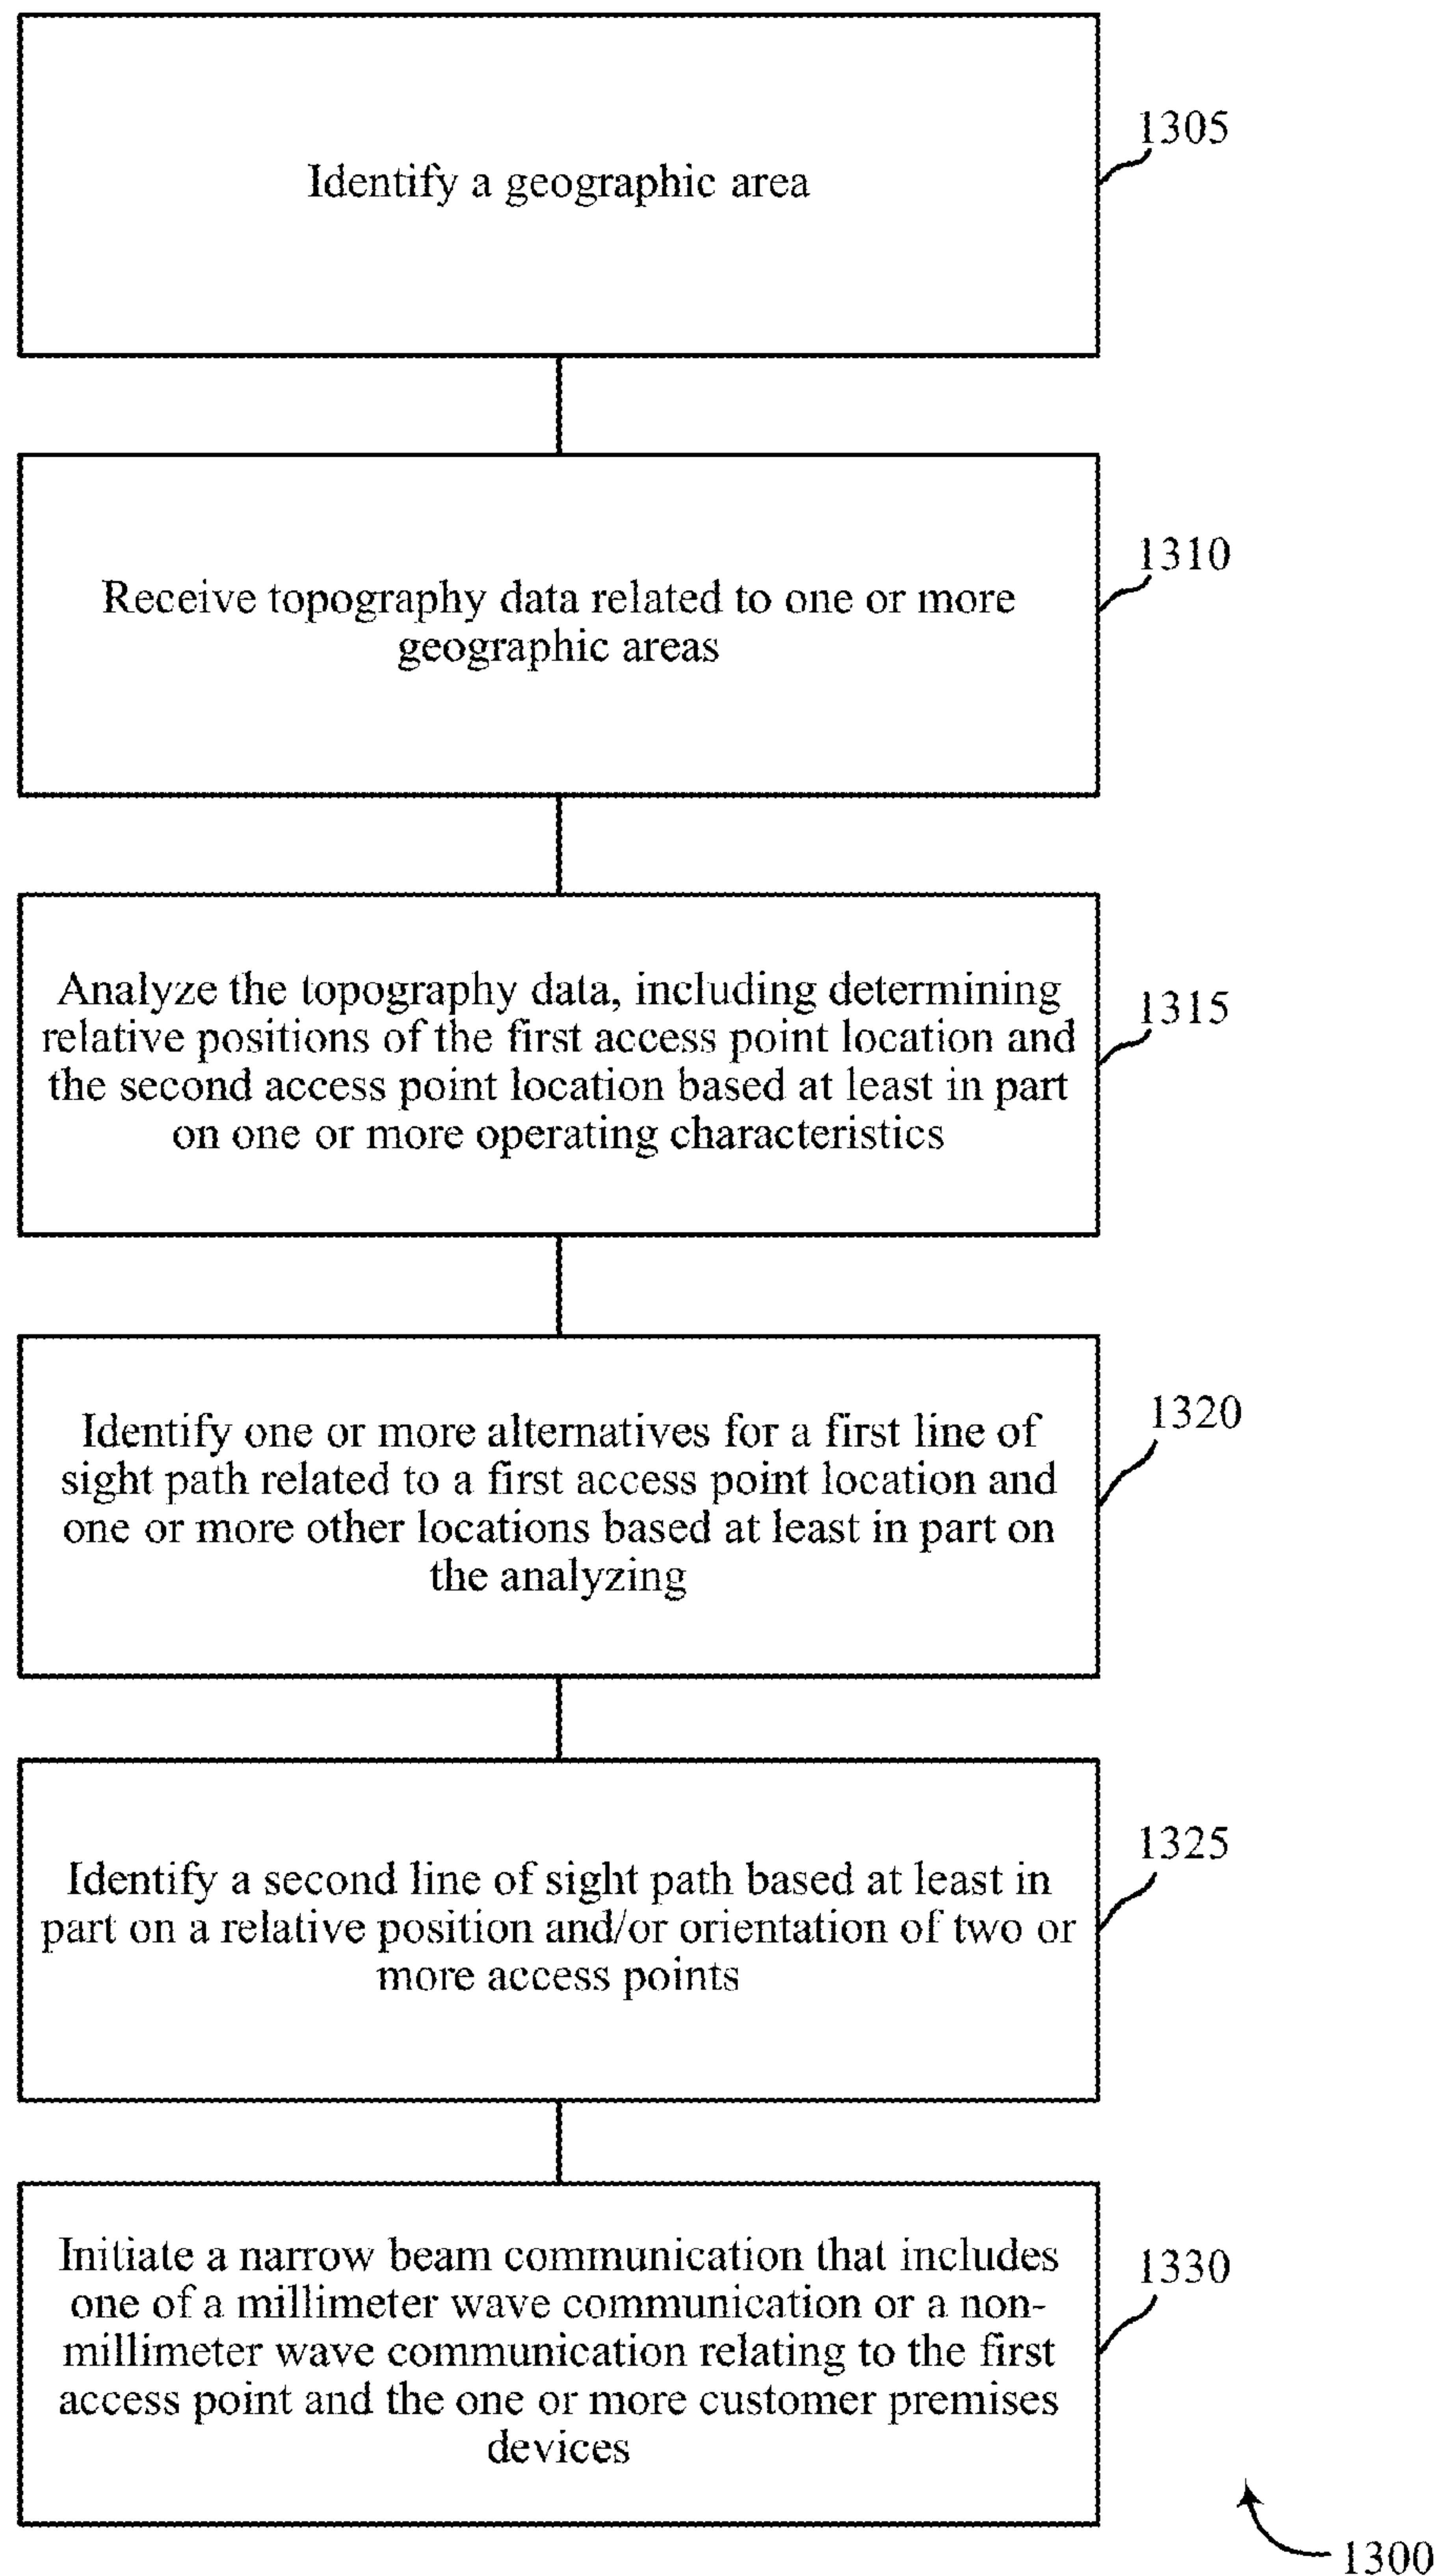 Identify a geographic area
1305
Receive topography data related to one or more
geographic areas
1310
Analyze the topography data, including determining
relative positions of the first access point location and
the second access point location based at least in part
on one or more operating characteristics
1315
Identify one or more alternatives for a first line of
sight path related to a first access point location and
one or more other locations based at least in part on
the analyzing
1320
Identify a second line of sight path based at least in
part on a relative position and/or orientation of two or
more access points
1325
Initiate a narrow beam communication that includes
one of a millimeter wave communication or a non-
millimeter wave communication relating to the first
access point and the one or more customer premises
devices
1330
1300